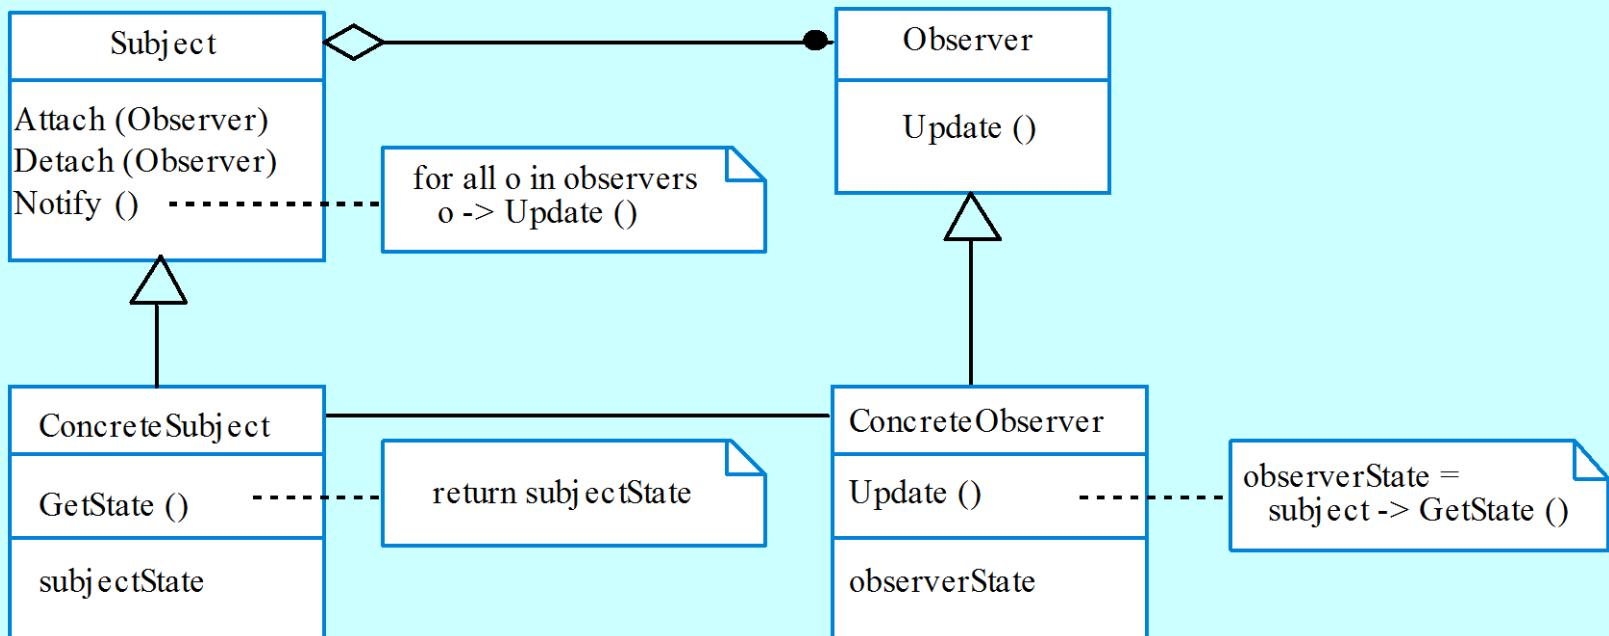 Subject
Attach (Observer)
Detach (Observer)
Notify ()
for all o in observers
o -> Update ()
Observer
Update ()
ConcreteSubject
GetState ()
subjectState
return subjectState
ConcreteObserver
Update ()
observerState
observerState =
subject -> GetState ()